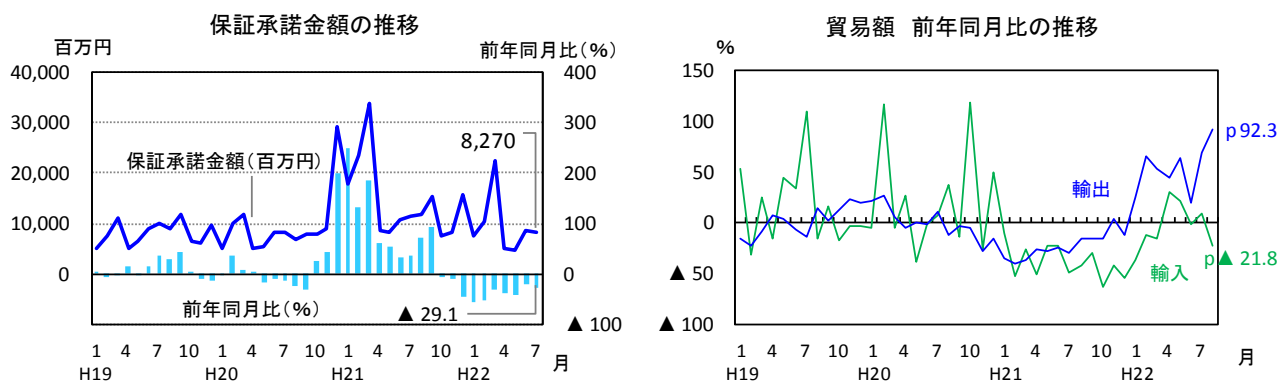 保証承諾金額の推移
百万円
前年同月比(%)
40,000
30,000
20,000
10,000
0
400
300
200
100
0
▲ 100
8,270
保証承諾金額(百万円)
前年同月比(%)
▲ 29.1
1 4 7 10 1 4 7 10 1 4 7 10 1 4 7 月
H19 H20 H21 H22
貿易額 前年同月比の推移
%
150
100
50
0
▲ 50
▲ 100
p 92.3
輸出
輸入
p ▲ 21.8
1 4 7 10 1 4 7 10 1 4 7 10 1 4 7 月
H19 H20 H21 H22